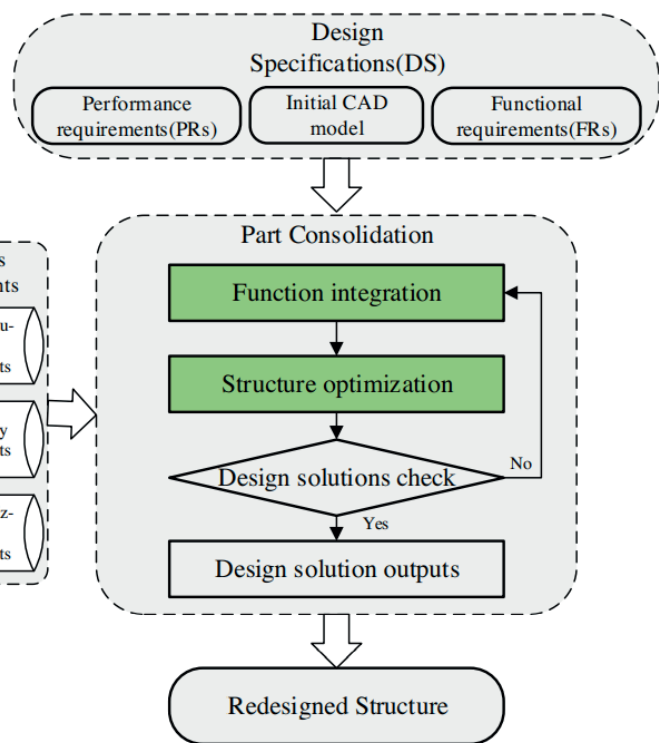 Design
Specifications(DS)
Performance
requirements(PRs)
Initial CAD
model
Functional
requirements(FRs)
Part Consolidation
Function integration
Structure optimization
Design solutions check
No
Yes
Design solution outputs
Redesigned Structure